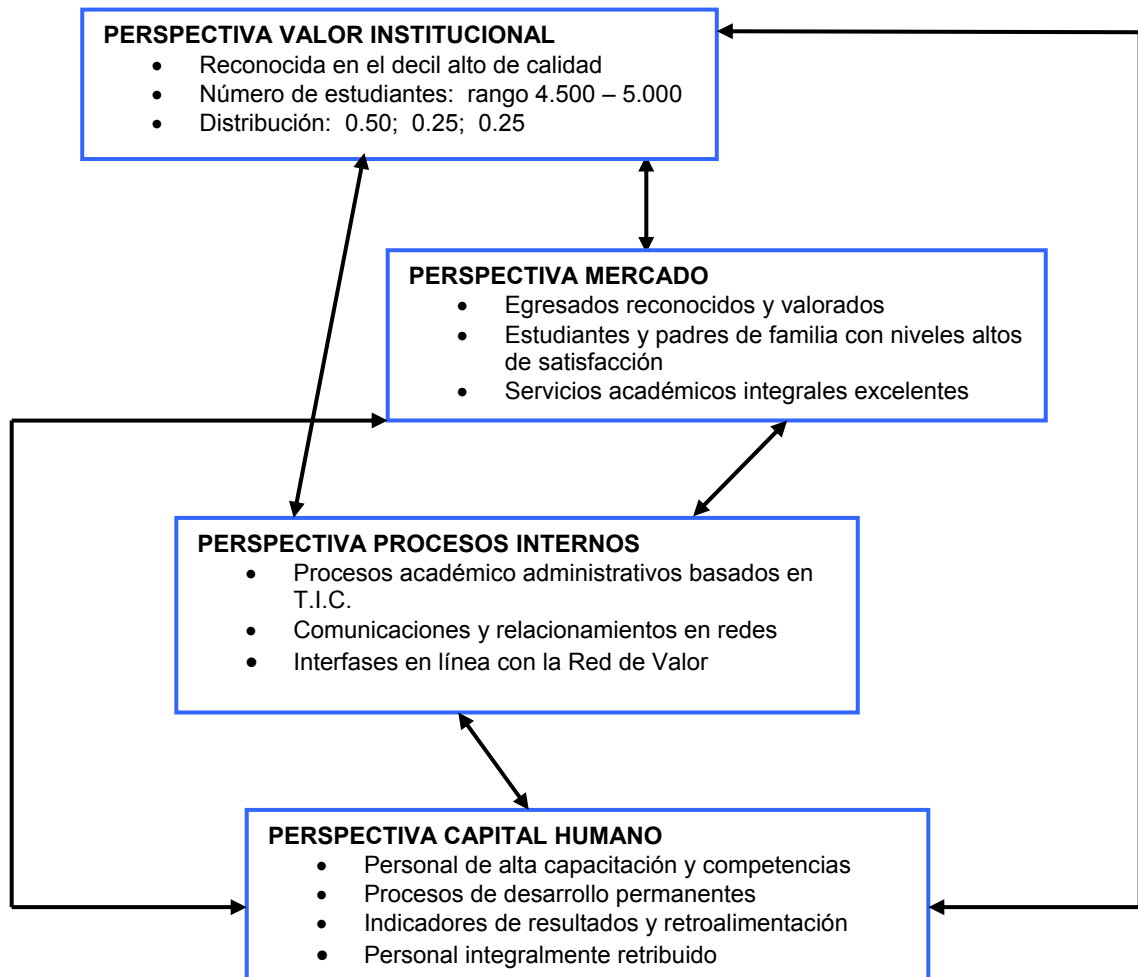 PERSPECTIVA VALOR INSTITUCIONAL
• Reconocida en el decil alto de calidad
• Número de estudiantes: rango 4.500 – 5.000
• Distribución: 0.50; 0.25; 0.25
PERSPECTIVA MERCADO
• Egresados reconocidos y valorados
• Estudiantes y padres de familia con niveles altos
de satisfacción
• Servicios académicos integrales excelentes
PERSPECTIVA PROCESOS INTERNOS
• Procesos académico administrativos basados en
T.I.C.
• Comunicaciones y relacionamientos en redes
• Interfases en línea con la Red de Valor
PERSPECTIVA CAPITAL HUMANO
• Personal de alta capacitación y competencias
• Procesos de desarrollo permanentes
• Indicadores de resultados y retroalimentación
• Personal integralmente retribuido